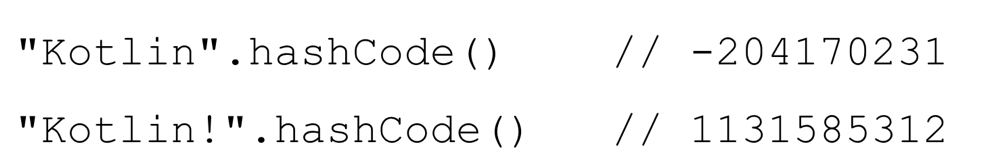 "Kotlin".hashCode() // -204170231
"Kotlin!".hashCode() // 1131585312